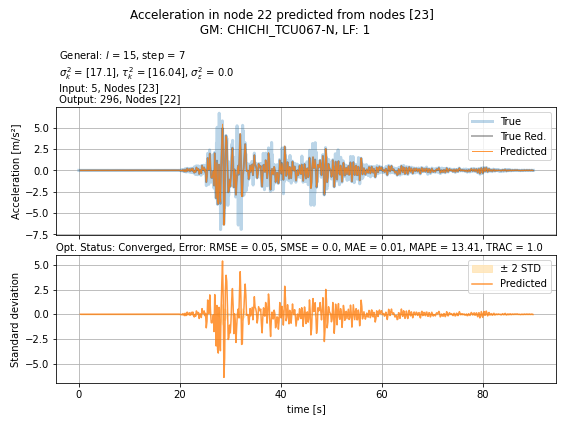 Acceleration in node 22 predicted from nodes [23]
GM: CHICHI_TCU067-N, LF: 1
General: l = 15, step = 7
σ²ₖ = [17.1], τ²ₖ = [16.04], σ²_ε = 0.0
Input: 5, Nodes [23]
Output: 296, Nodes [22]
Acceleration [m/s²]
5.0
2.5
0.0
−2.5
−5.0
−7.5
True
True Red.
Predicted
Opt. Status: Converged, Error: RMSE = 0.05, SMSE = 0.0, MAE = 0.01, MAPE = 13.41, TRAC = 1.0
Standard deviation
5.0
2.5
0.0
−2.5
−5.0
± 2 STD
Predicted
0 20 40 60 80
time [s]